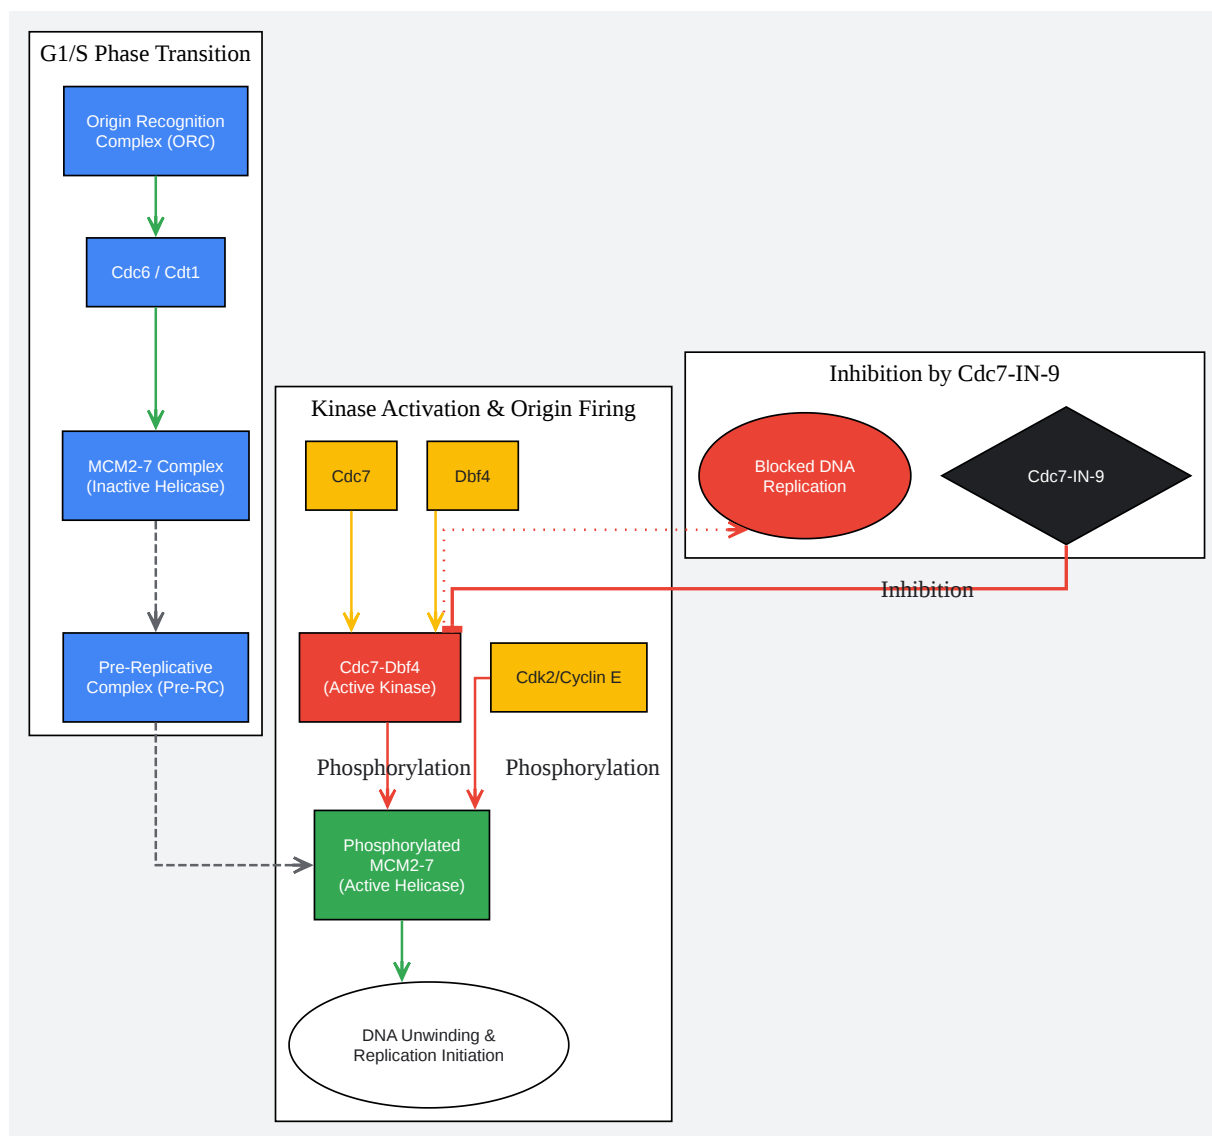 G1/S Phase Transition
Origin Recognition
Complex (ORC)
Cdc6 / Cdt1
MCM2-7 Complex
(Inactive Helicase)
Pre-Replicative
Complex (Pre-RC)
Kinase Activation & Origin Firing
Cdc7
Dbf4
Cdc7-Dbf4
(Active Kinase)
Cdk2/Cyclin E
Phosphorylation
Phosphorylation
Phosphorylated
MCM2-7
(Active Helicase)
DNA Unwinding &
Replication Initiation
Inhibition by Cdc7-IN-9
Blocked DNA
Replication
Cdc7-IN-9
Inhibition